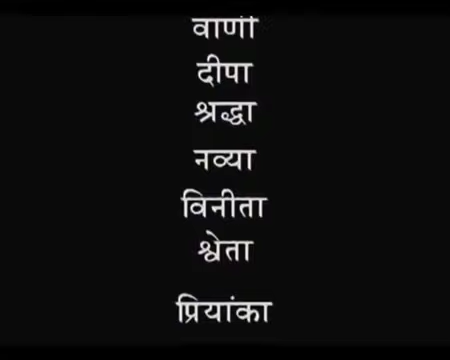 वाणी
दीपा
श्रद्धा
नव्या
विनीता
श्वेता
प्रियांका